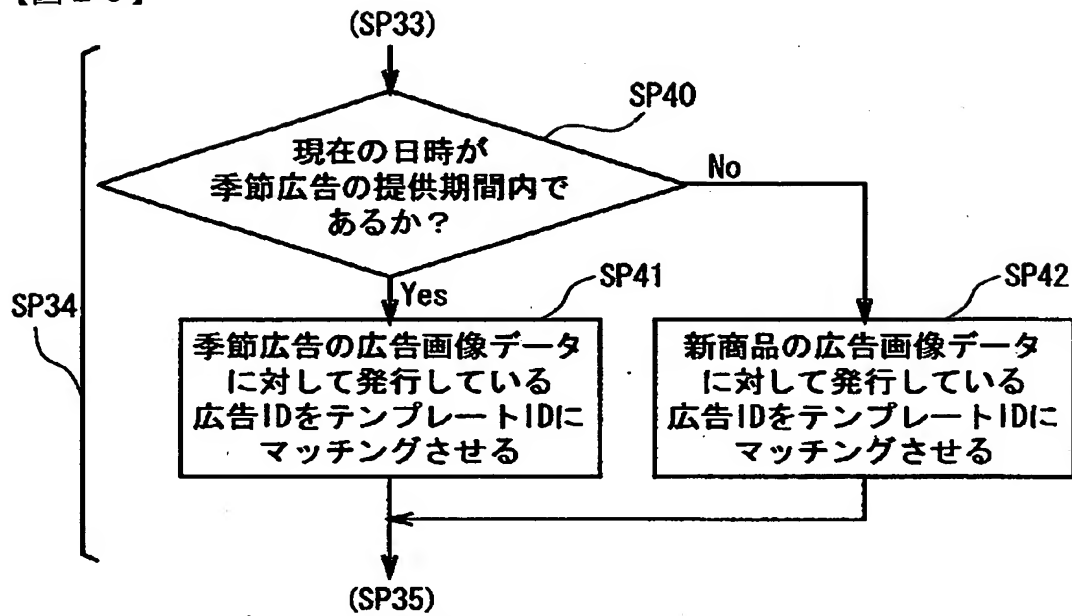 (SP33)
SP40
現在の日時が
季節広告の提供期間内で
あるか?
No
Yes
SP34
SP41
季節広告の広告画像データ
に対して発行している
広告IDをテンプレートIDに
マッチングさせる
SP42
新商品の広告画像データ
に対して発行している
広告IDをテンプレートIDに
マッチングさせる
(SP35)